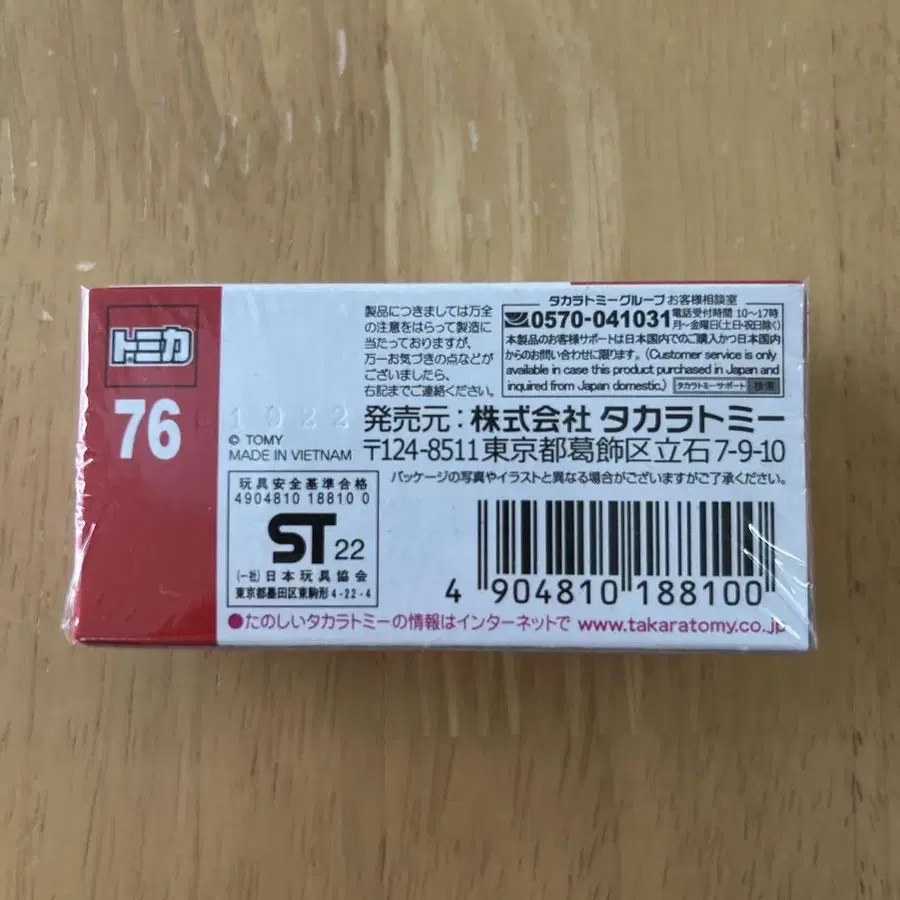 トミカ
76
E1022
© TOMY
MADE IN VIETNAM
玩具安全基準合格
4904810 18810 0
ST 22
(一社)日本玩具協会
東京都墨田区東駒形4-22-4
製品につきましては万全
の注意をはらって製造に
当たっておりますが、
万一お気づきの点などが
ございましたら、
右記までご連絡ください。
タカラトミーグループ お客様相談室
0570-041031 電話受付時間 10~17時
月~金曜日(土日・祝日除く)
本製品のお客様サポートは日本国内でのご購入かつ日本国内
からのお問い合わせに限ります。(Customer service is only
available in case this product purchased in Japan and
inquired from Japan domestic.) タカラトミーサポート 検索
発売元:株式会社 タカラトミー
〒124-8511東京都葛飾区立石7-9-10
パッケージの写真やイラストと異なる場合がございますがご了承ください。
4 904810 188100
●たのしいタカラトミーの情報はインターネットで www.takaratomy.co.jp